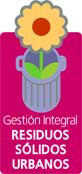 Gestión Integral
RESIDUOS
SÓLIDOS
URBANOS